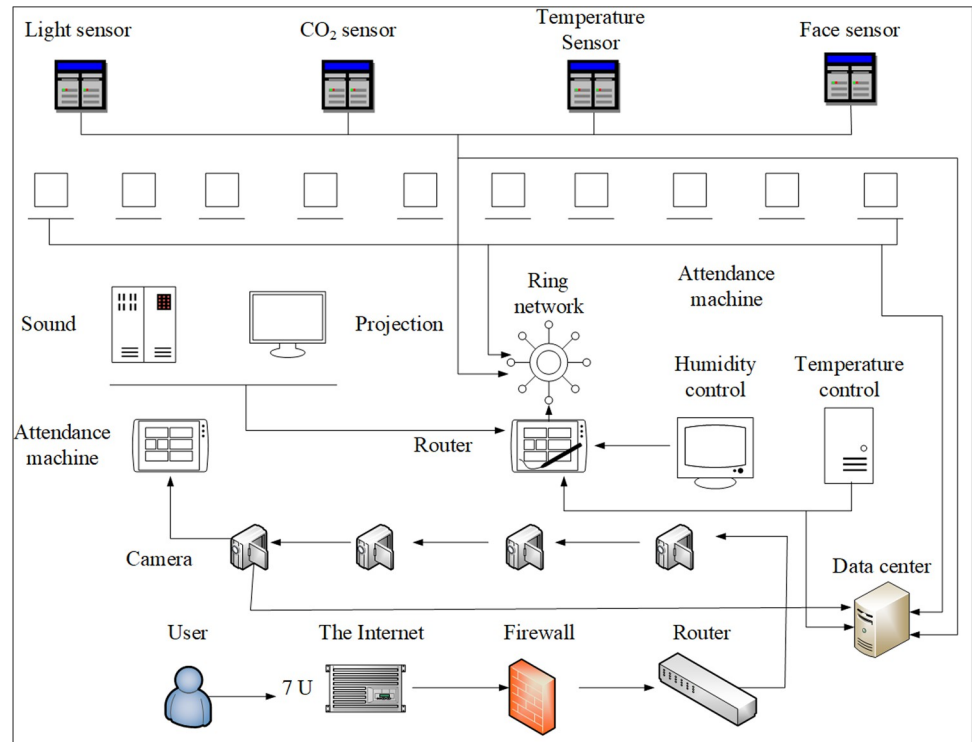 Light sensor
CO₂ sensor
Temperature
Sensor
Face sensor
Ring
network
Attendance
machine
Sound
Projection
Humidity
control
Temperature
control
Attendance
machine
Router
Camera
Data center
User
The Internet
Firewall
Router
7 U